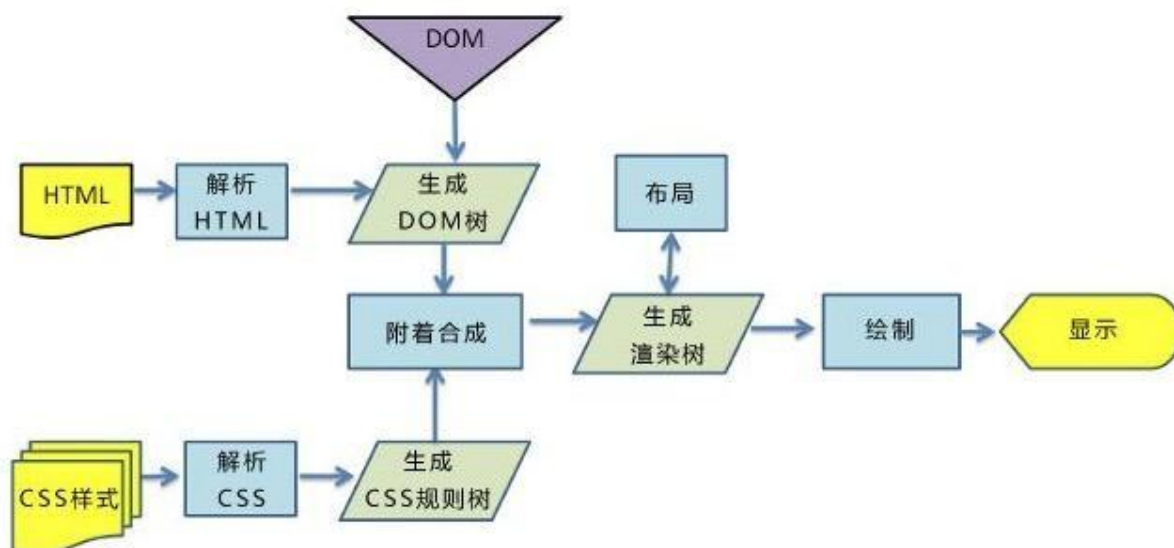 DOM
HTML
解析
HTML
生成
DOM树
布局
附着合成
生成
渲染树
绘制
显示
CSS样式
解析
CSS
生成
CSS规则树